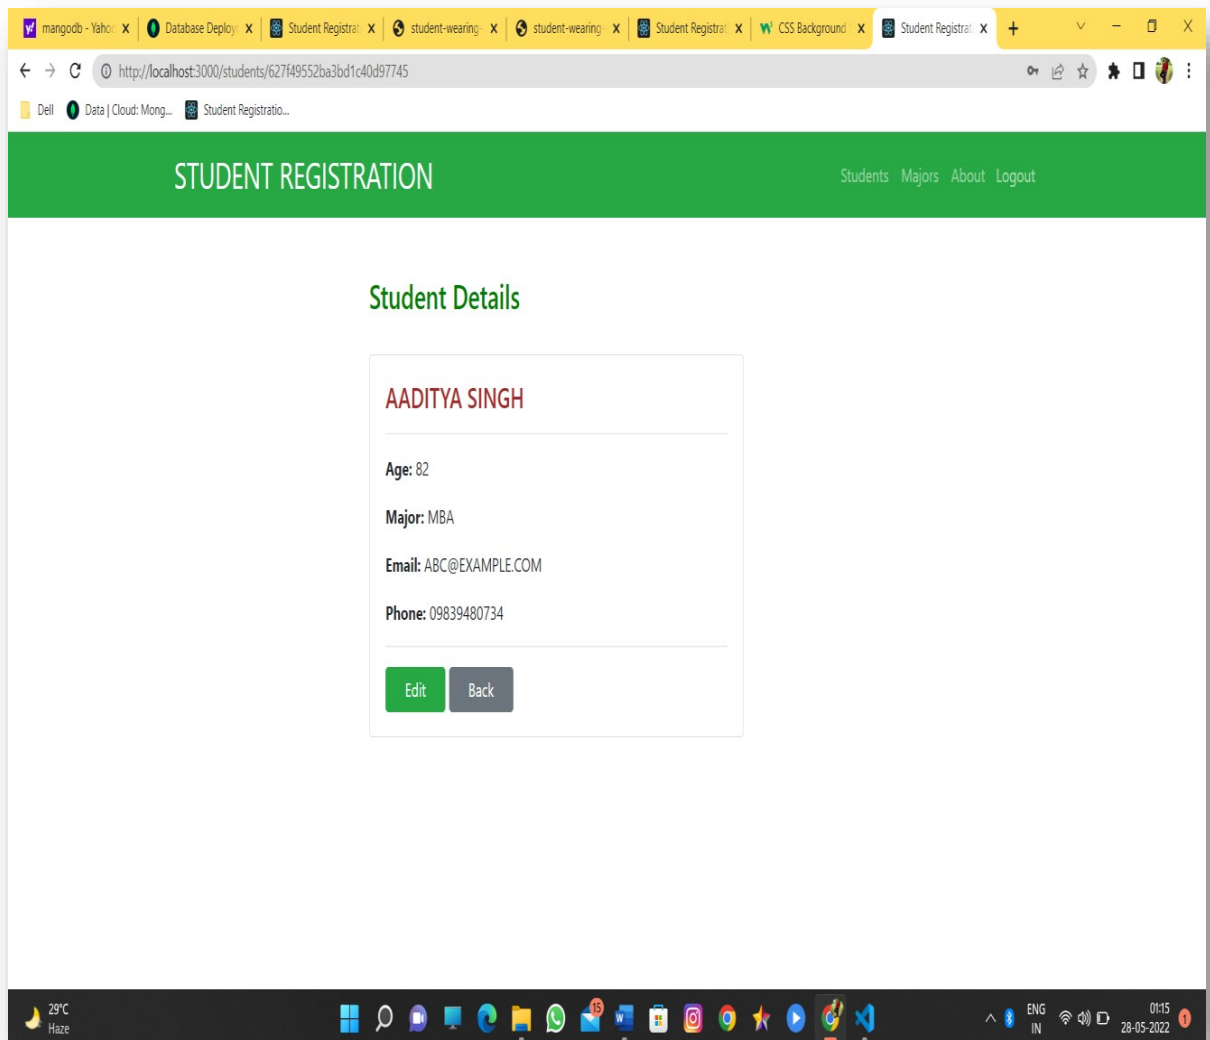 mangodb - Yahoo
Database Deploy
Student Registrat
student-wearing-
student-wearing-
Student Registrat
CSS Background
Student Registrat
http://localhost:3000/students/627f49552ba3bd1c40d97745
Dell
Data | Cloud: Mong...
Student Registratio...
STUDENT REGISTRATION
Students Majors About Logout
Student Details
AADITYA SINGH
Age: 82
Major: MBA
Email: ABC@EXAMPLE.COM
Phone: 09839480734
Edit Back
29°C
Haze
15
ENG
IN
01:15
28-05-2022
1